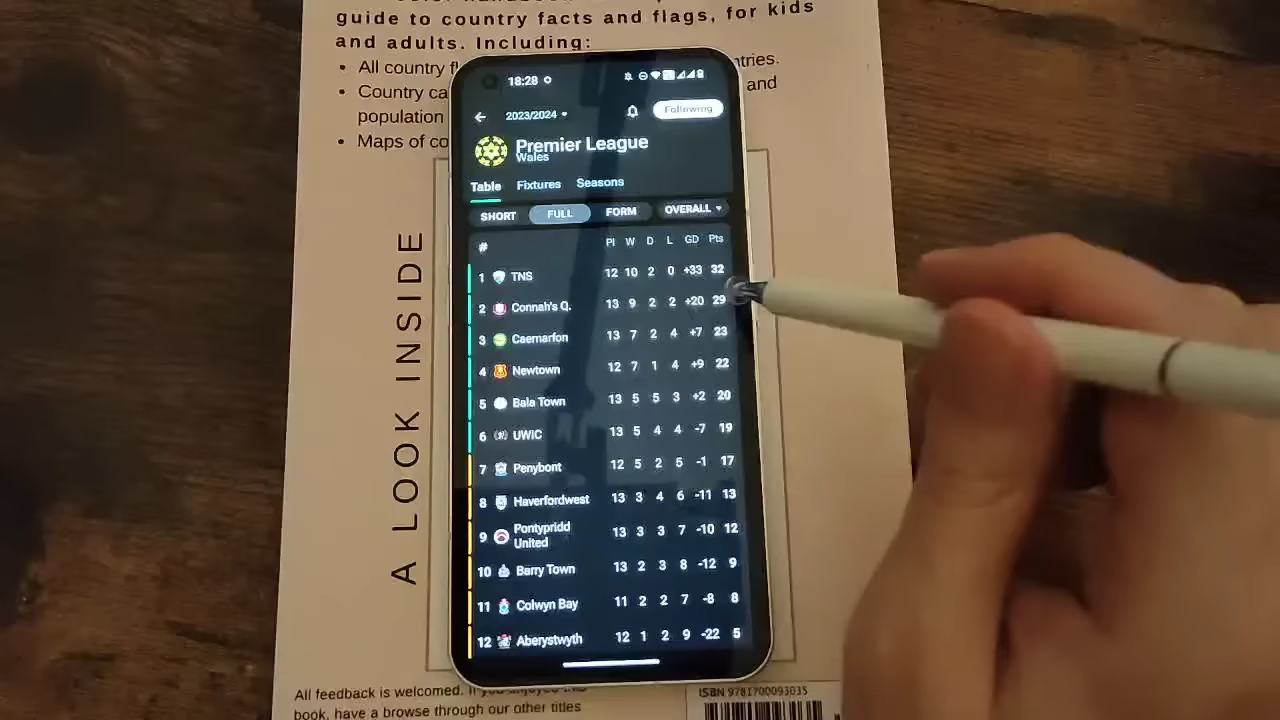 guide to country facts and flags, for kids
and adults. Including:
• All country fl
ntries.
• Country ca
and
population
• Maps of co
A LOOK INSIDE
18:28
2023/2024
Following
Premier League
Wales
Table Fixtures Seasons
SHORT FULL FORM OVERALL
# Pl W D L GD Pts
1 TNS 12 10 2 0 +33 32
2 Connah's Q. 13 9 2 2 +20 29
3 Caernarfon 13 7 2 4 +7 23
4 Newtown 12 7 1 4 +9 22
5 Bala Town 13 5 5 3 +2 20
6 UWIC 13 5 4 4 -7 19
7 Penybont 12 5 2 5 -1 17
8 Haverfordwest 13 3 4 6 -11 13
9 Pontypridd United 13 3 3 7 -10 12
10 Barry Town 13 2 3 8 -12 9
11 Colwyn Bay 11 2 2 7 -8 8
12 Aberystwyth 12 1 2 9 -22 5
All feedback is welcomed. If you enjoyed this
book, have a browse through our other titles
ISBN 9781700093035